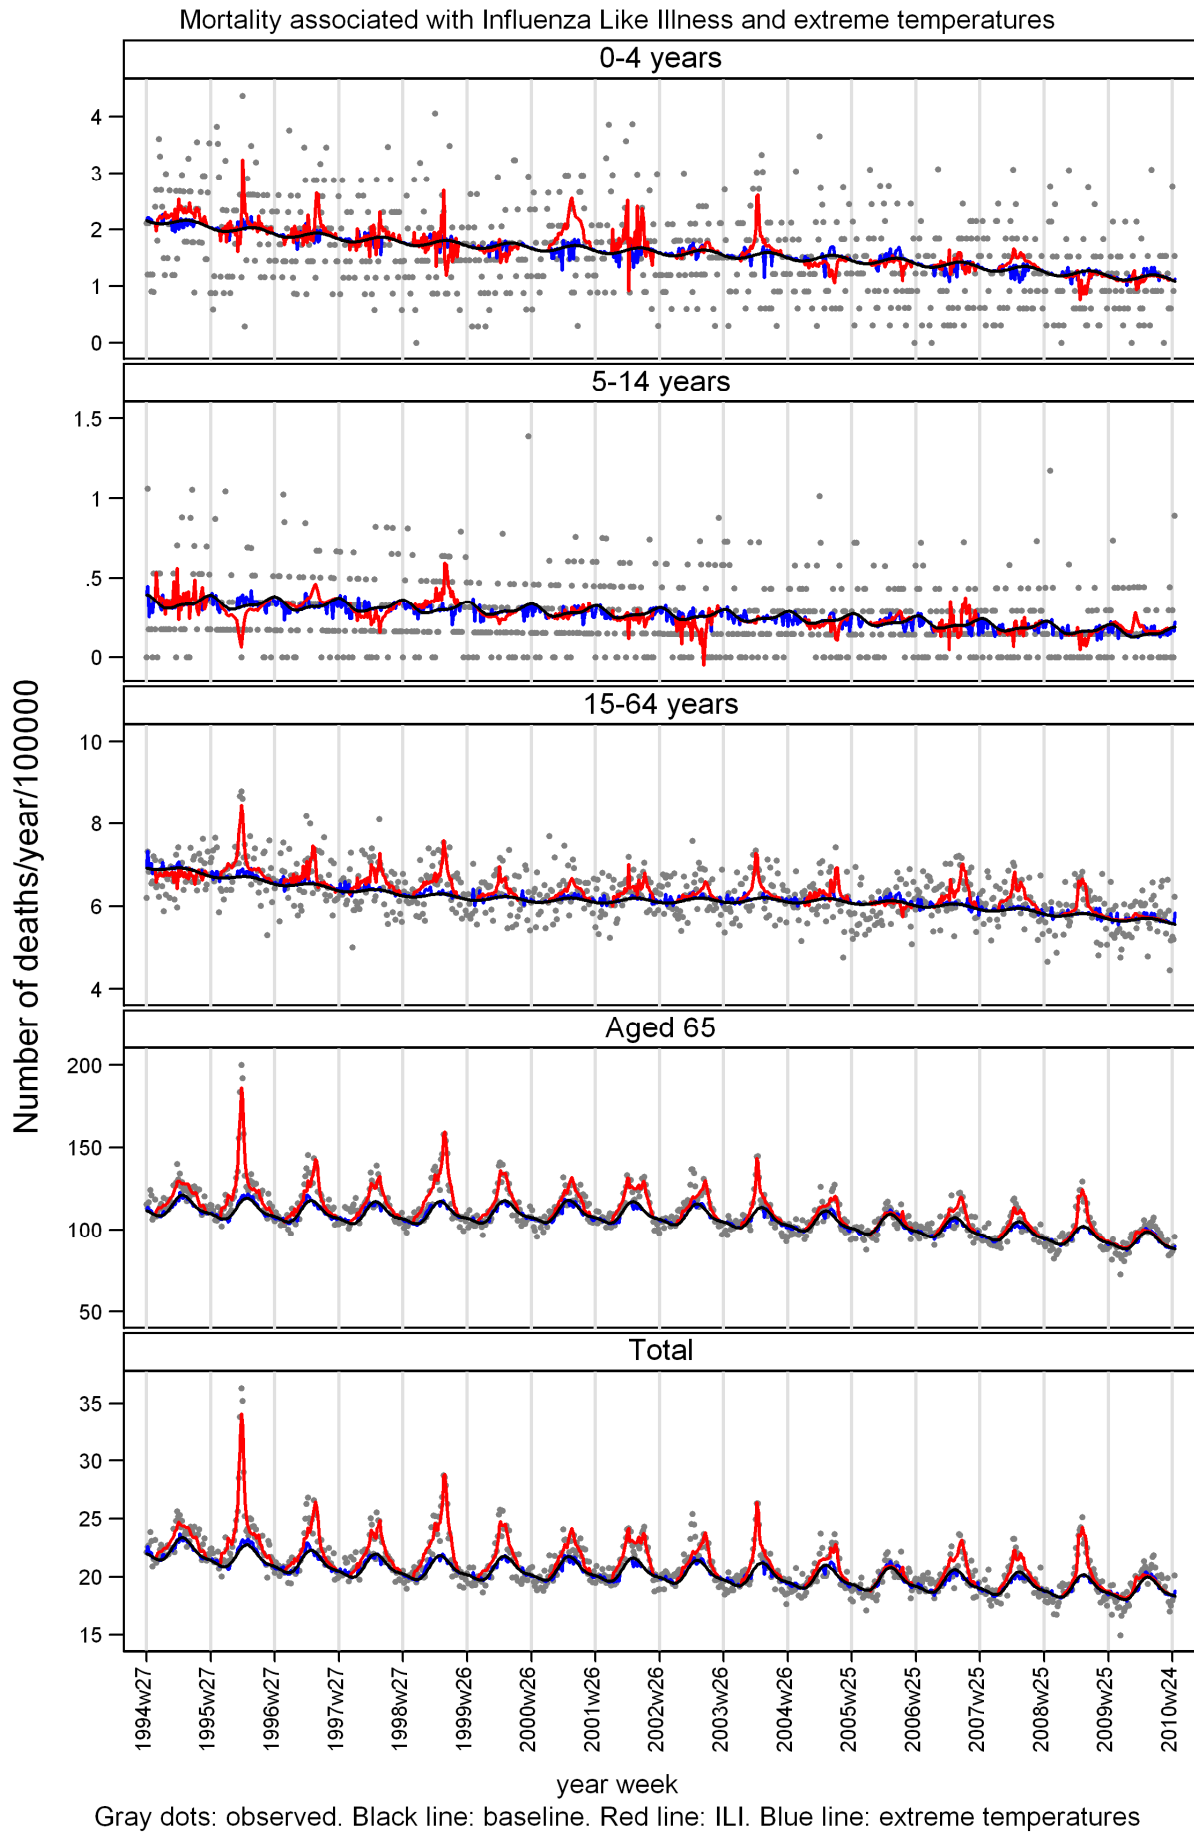 Mortality associated with Influenza Like Illness and extreme temperatures
0-4 years
4
3
2
1
0
5-14 years
1.5
1
.5
0
15-64 years
10
8
6
4
Aged 65
200
150
100
50
Total
35
30
25
20
15
Number of deaths/year/100000
1994w27
1995w27
1996w27
1997w27
1998w27
1999w26
2000w26
2001w26
2002w26
2003w26
2004w26
2005w25
2006w25
2007w25
2008w25
2009w25
2010w24
year week
Gray dots: observed. Black line: baseline. Red line: ILI. Blue line: extreme temperatures